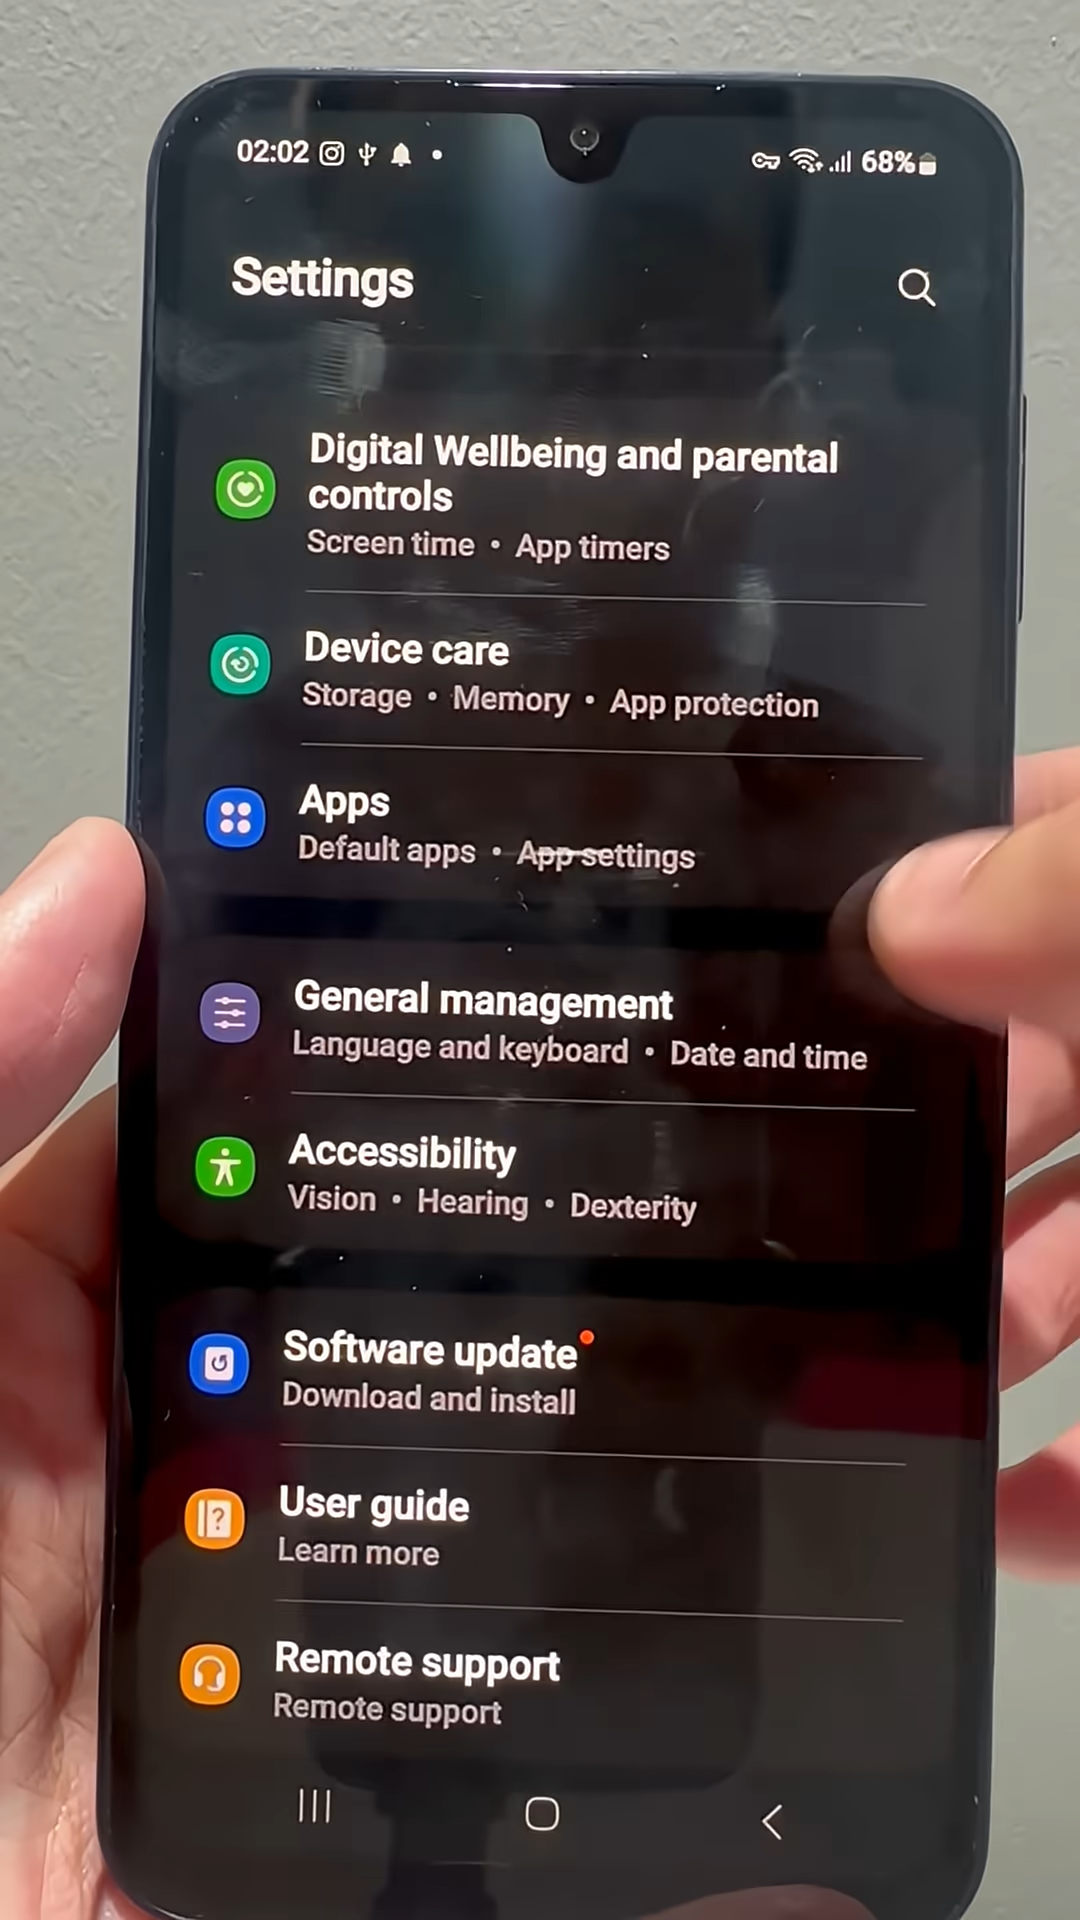 02:02 68%
Settings
Digital Wellbeing and parental
controls
Screen time • App timers
Device care
Storage • Memory • App protection
Apps
Default apps • App settings
General management
Language and keyboard • Date and time
Accessibility
Vision • Hearing • Dexterity
Software update
Download and install
User guide
Learn more
Remote support
Remote support